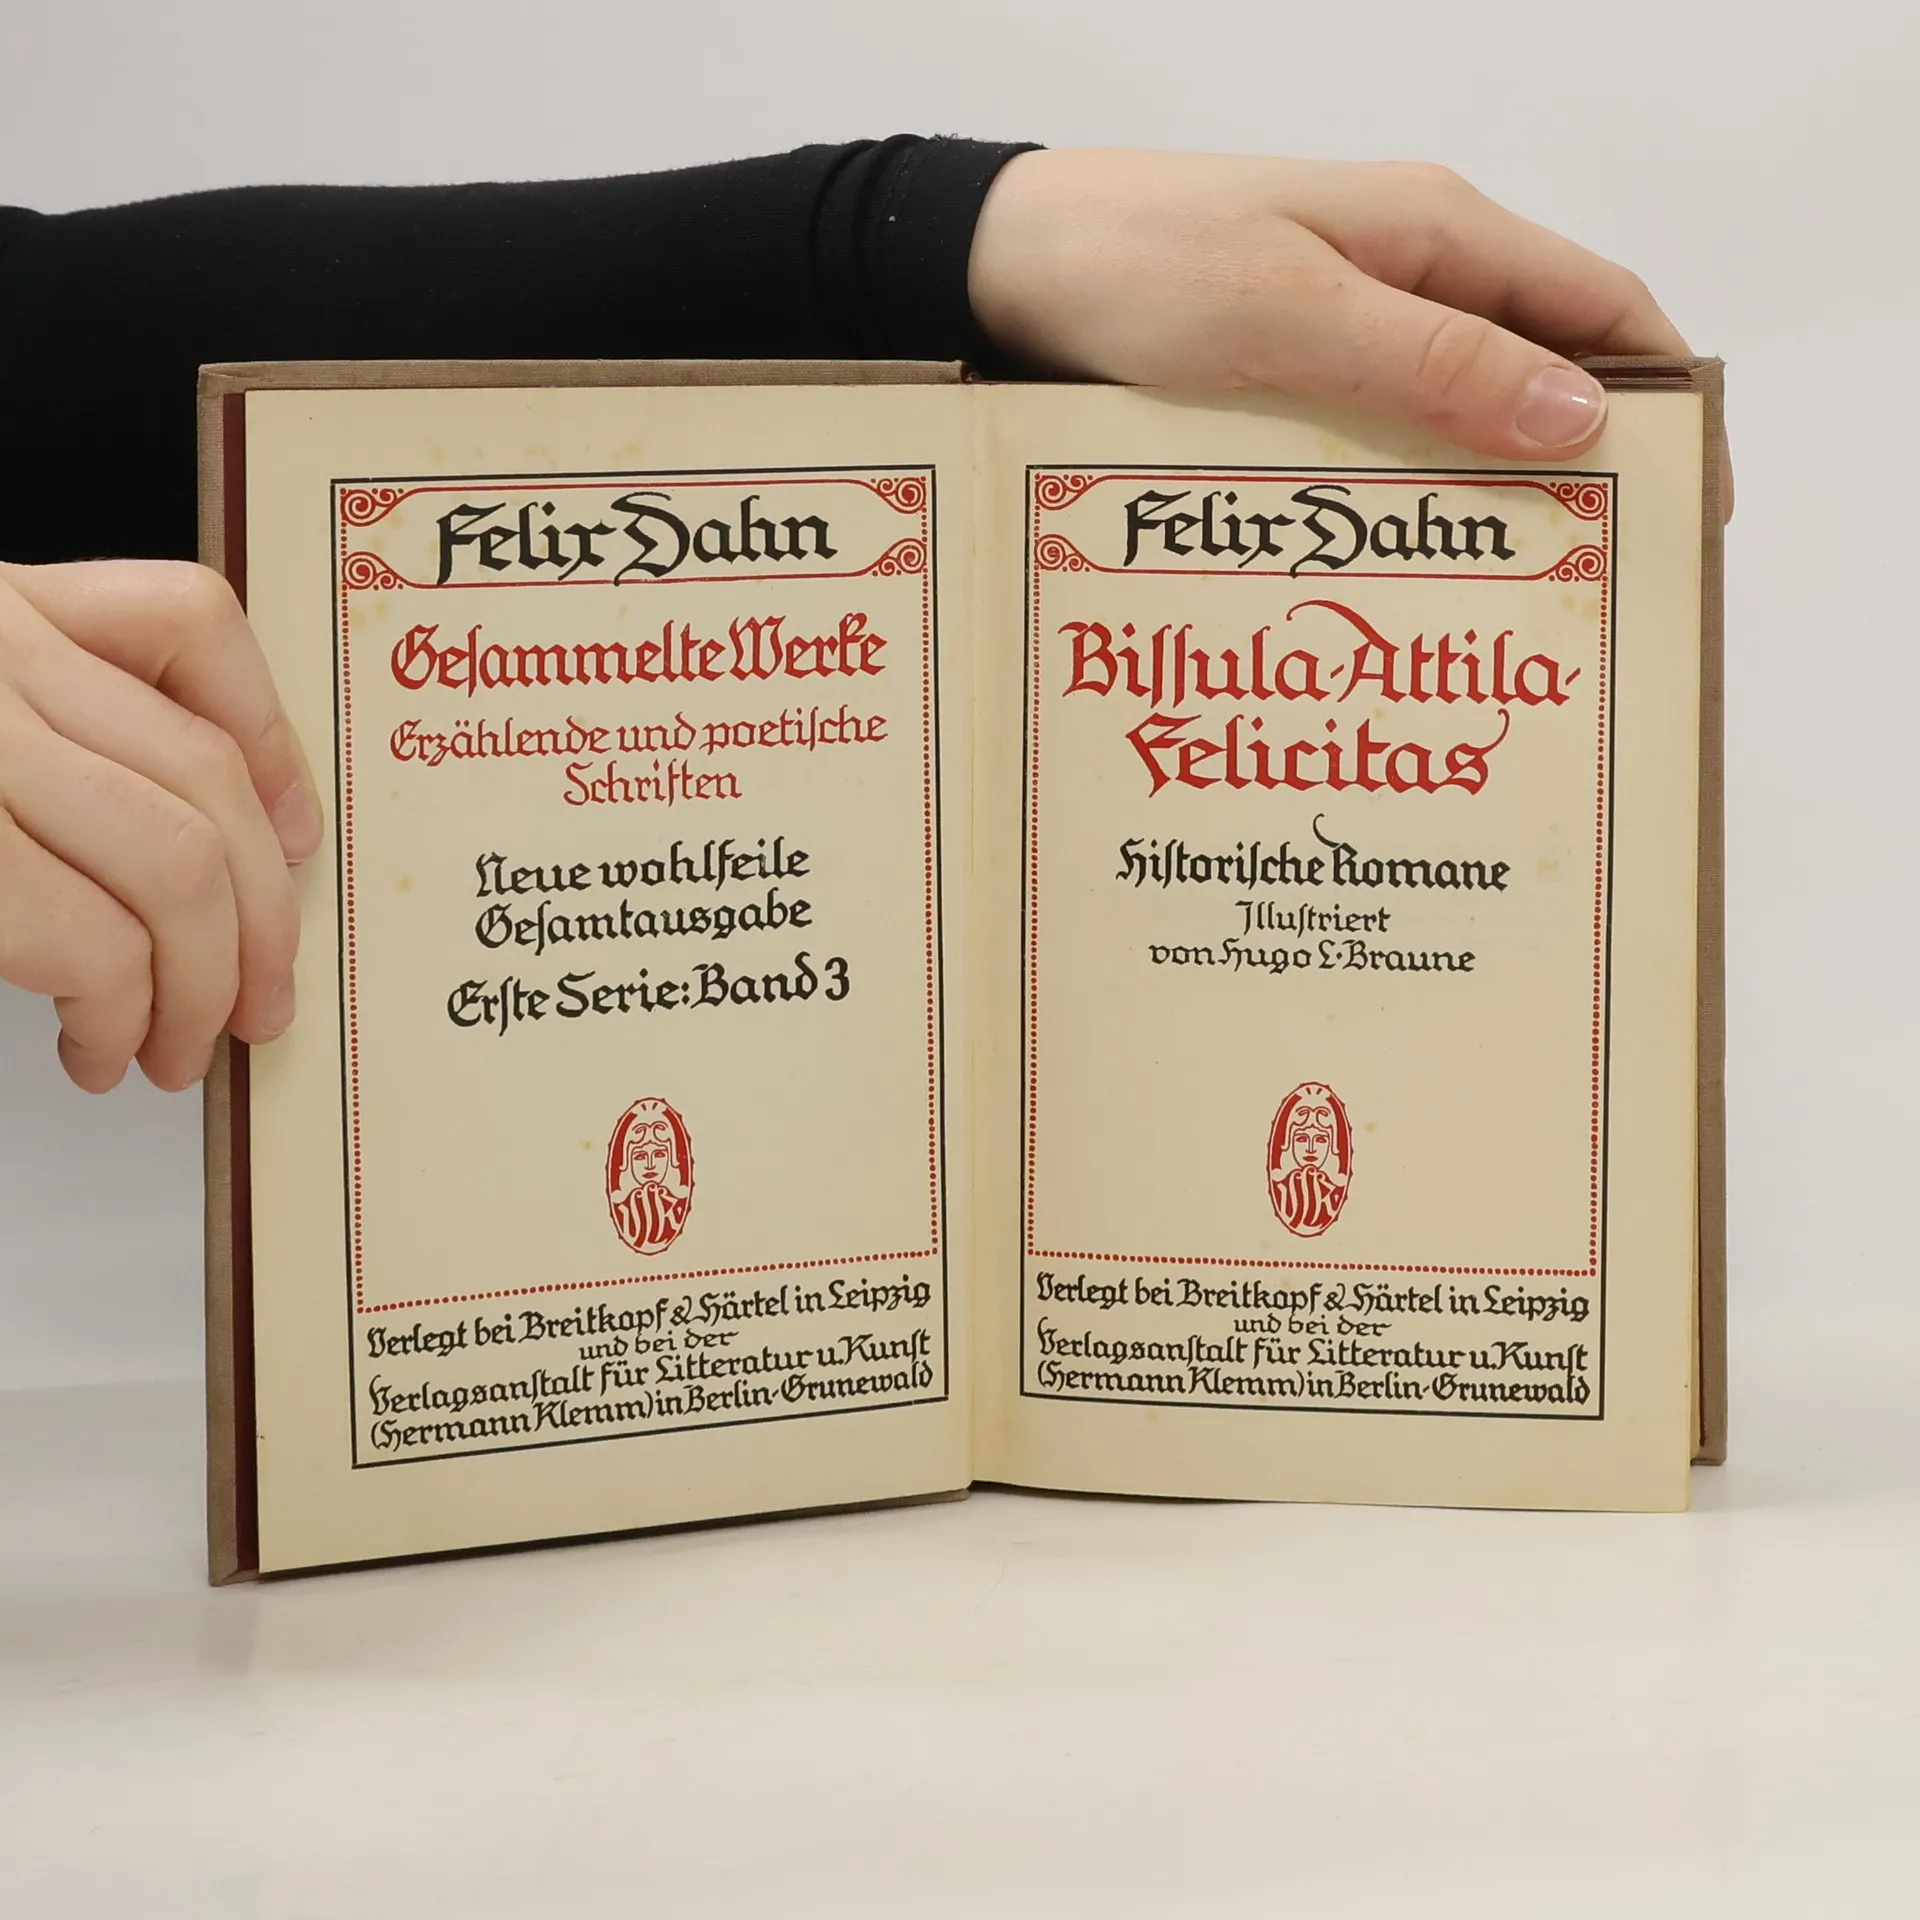 Felix Dahn
Gesammelte Werke
Erzählende und poetische
Schriften
Neue wohlfeile
Gesamtausgabe
Erste Serie: Band 3
Verlegt bei Breitkopf & Härtel in Leipzig
und bei der
Verlagsanstalt für Litteratur u. Kunst
(Hermann Klemm) in Berlin-Grunewald
Felix Dahn
Bissula-Attila-
Felicitas
Historische Romane
Illustriert
von Hugo L. Braune
Verlegt bei Breitkopf & Härtel in Leipzig
und bei der
Verlagsanstalt für Litteratur u. Kunst
(Hermann Klemm) in Berlin-Grunewald